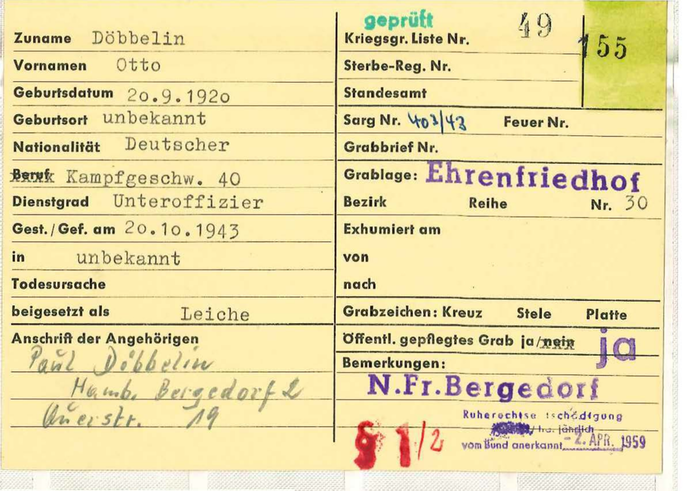 Zuname Döbbelin
Vornamen Otto
Geburtsdatum 20.9.1920
Geburtsort unbekannt
Nationalität Deutscher
Beruf Kampfgeschw. 40
Dienstgrad Unteroffizier
Gest./Gef. am 20.10.1943
in unbekannt
Todesursache
beigesetzt als Leiche
Anschrift der Angehörigen
Paul Döbbelin
Hamb. Bergedorf 2
Auerstr. 19
geprüft
Kriegsgr. Liste Nr. 49
155
Sterbe-Reg. Nr.
Standesamt
Sarg Nr. 403/43 Feuer Nr.
Grabbrief Nr.
Grablage: Ehrenfriedhof
Bezirk Reihe Nr. 30
Exhumiert am
von
nach
Grabzeichen: Kreuz Stele Platte
Öffentl. gepflegtes Grab ja/nein ja
Bemerkungen:
N.Fr.Bergedorf
§ 1/2
Ruherechtsentschädigung
jährlich
vom Bund anerkannt -2. APR. 1959